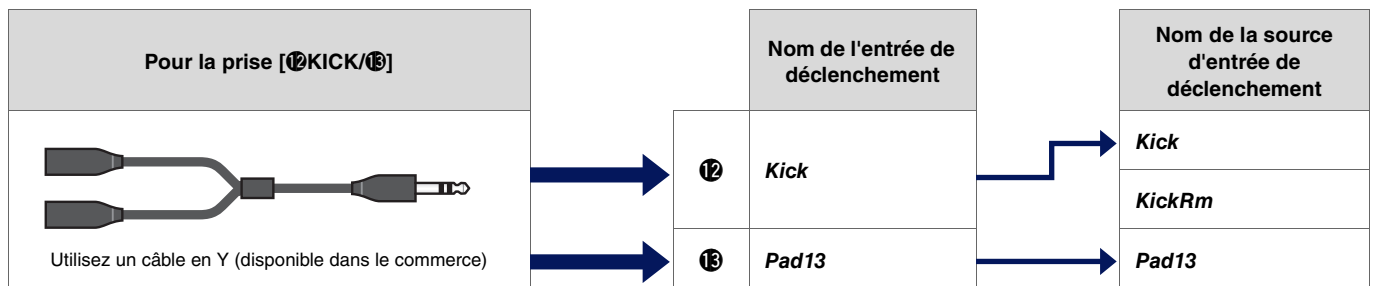 Pour la prise [⓬KICK/⓭]
Nom de l'entrée de
déclenchement
Nom de la source
d'entrée de
déclenchement
Utilisez un câble en Y (disponible dans le commerce)
⓬
Kick
Kick
KickRm
⓭
Pad13
Pad13